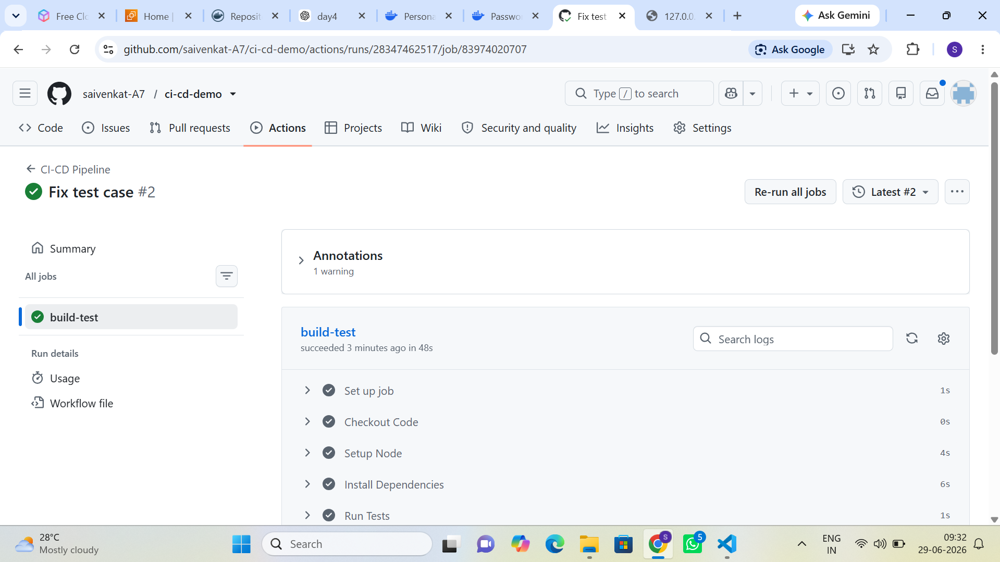 Free Clo
Home |
Reposit
day4
Persona
Passwo
Fix test
127.0.0.
Ask Gemini
github.com/saivenkat-A7/ci-cd-demo/actions/runs/28347462517/job/83974020707
Ask Google
S
saivenkat-A7 / ci-cd-demo
Type / to search
Code
Issues
Pull requests
Actions
Projects
Wiki
Security and quality
Insights
Settings
CI-CD Pipeline
Fix test case #2
Re-run all jobs
Latest #2
Summary
All jobs
build-test
Run details
Usage
Workflow file
Annotations
1 warning
build-test
succeeded 3 minutes ago in 48s
Search logs
Set up job 1s
Checkout Code 0s
Setup Node 4s
Install Dependencies 6s
Run Tests 1s
28°C
Mostly cloudy
Search
S
5
ENG
IN
09:32
29-06-2026